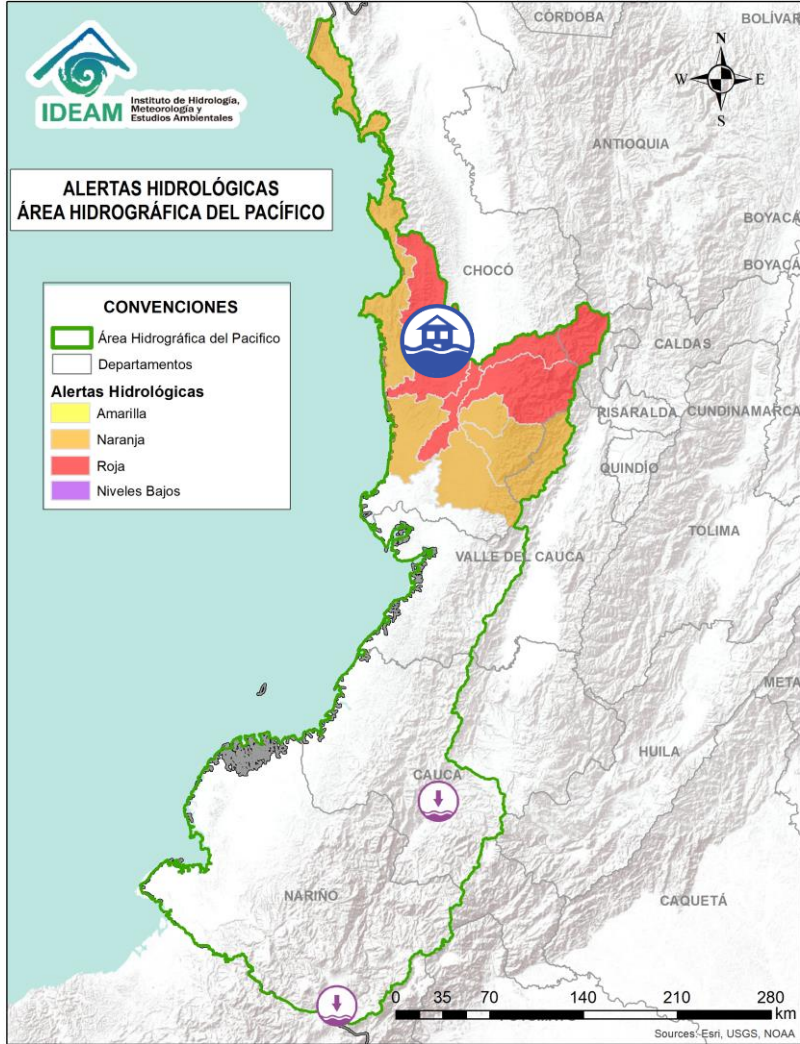 IDEAM
Instituto de Hidrología,
Meteorología y
Estudios Ambientales
ALERTAS HIDROLÓGICAS
ÁREA HIDROGRÁFICA DEL PACÍFICO
CONVENCIONES
Área Hidrográfica del Pacifico
Departamentos
Alertas Hidrológicas
Amarilla
Naranja
Roja
Niveles Bajos
N
W
E
S
CÓRDOBA
BOLÍVAR
ANTIOQUIA
BOYACÁ
BOYACÁ
CHOCÓ
CALDAS
RISARALDA
CUNDINAMARCA
QUINDÍO
TOLIMA
VALLE DEL CAUCA
META
HUILA
CAUCA
NARIÑO
CAQUETÁ
0 35 70 140 210 280
km
Sources: Esri, USGS, NOAA